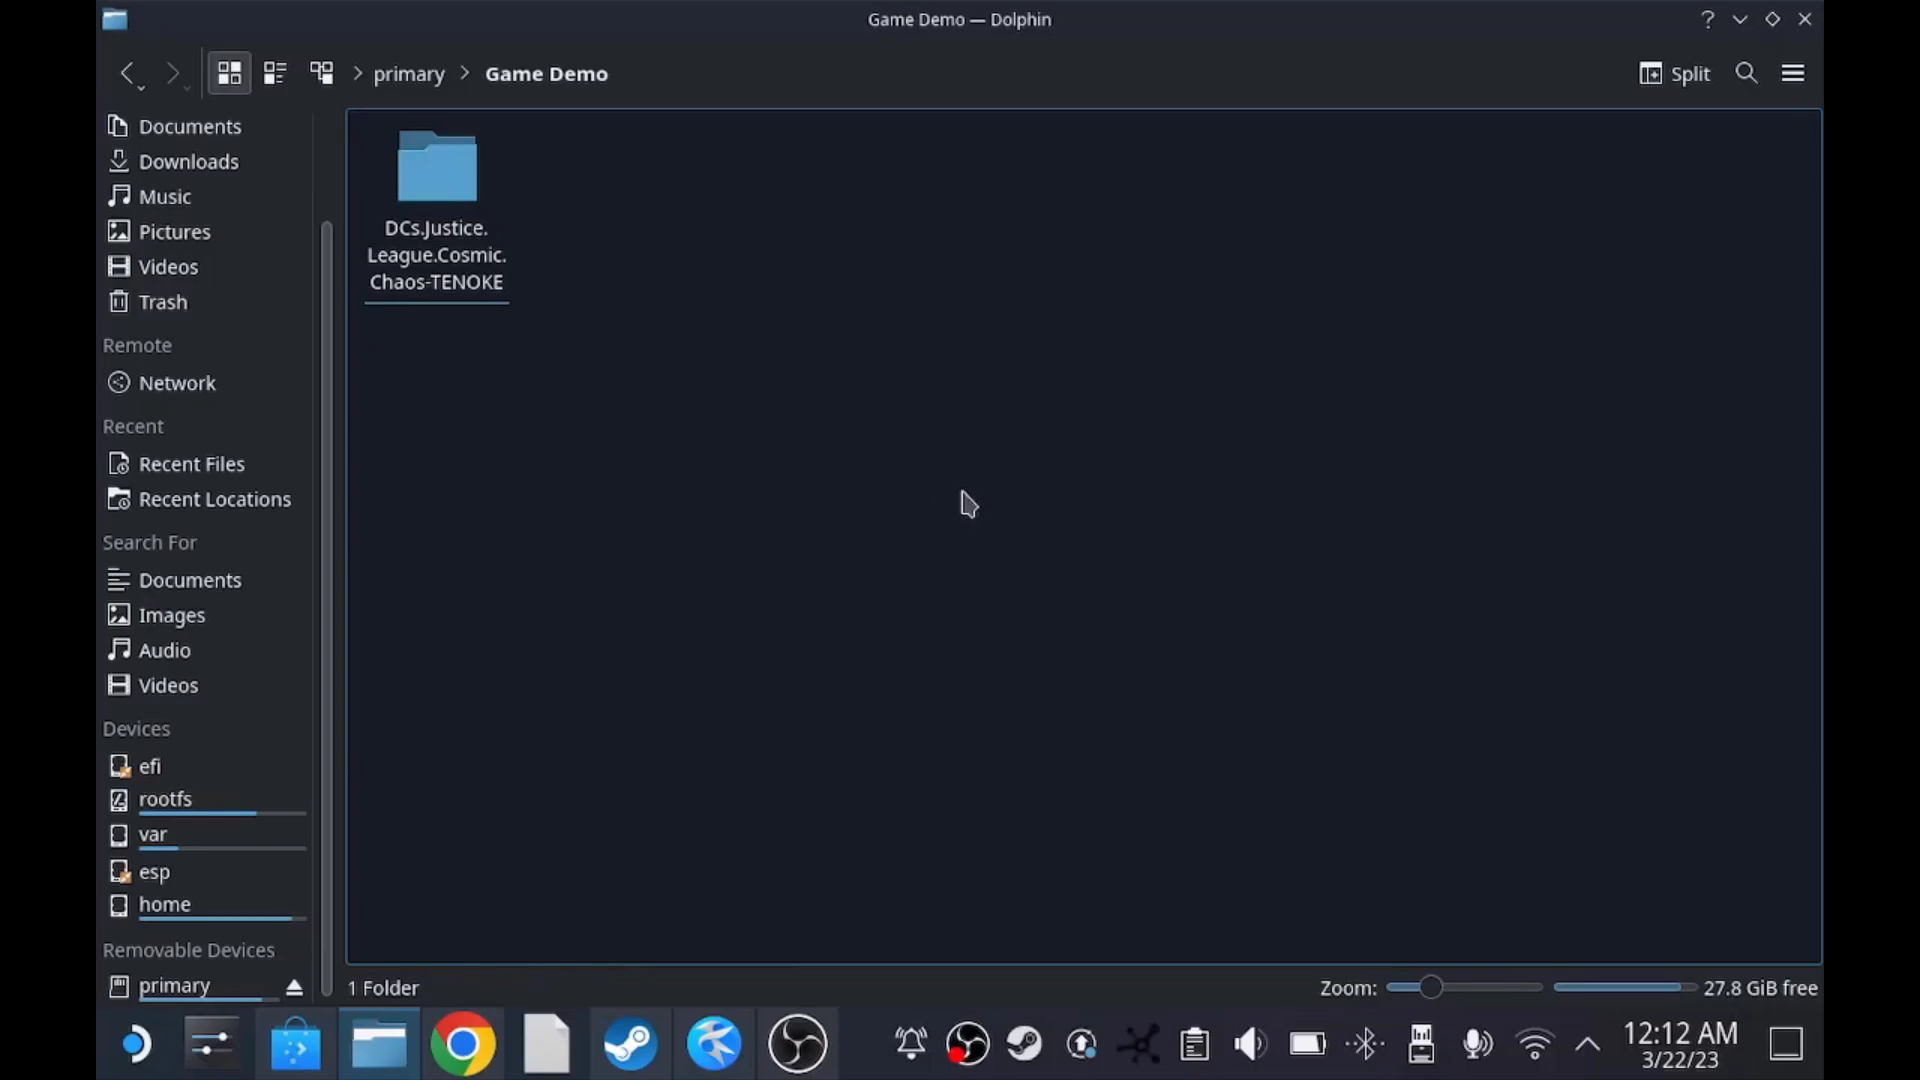 Game Demo — Dolphin
primary
Game Demo
Split
Documents
Downloads
Music
Pictures
Videos
Trash
Remote
Network
Recent
Recent Files
Recent Locations
Search For
Documents
Images
Audio
Videos
Devices
efi
rootfs
var
esp
home
Removable Devices
primary
DCs.Justice.
League.Cosmic.
Chaos-TENOKE
1 Folder
Zoom:
27.8 GiB free
12:12 AM
3/22/23